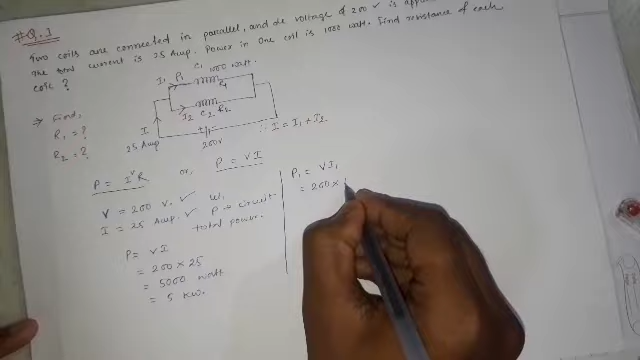 #Q.1
Two coils are connected in parallel, and dc voltage of 200 v is
the total current is 25 Amp. Power in one coil is 1000 watt. Find resistance of each
coil?
→ Find,
R₁ = ?
R₂ = ?
I₁ P₁ C₁ 1000 watt.
R₁
I₂ C₂ R₂
I
25 Amp
+ -
200v
∴ I = I₁ + I₂
P = I²R or, P = VI
V = 200 v. ✓
I = 25 Amp. ✓
P = circuit
total power.
P = VI
= 200 × 25
= 5000 watt
= 5 kw.
P₁ = VI₁
= 200 ×